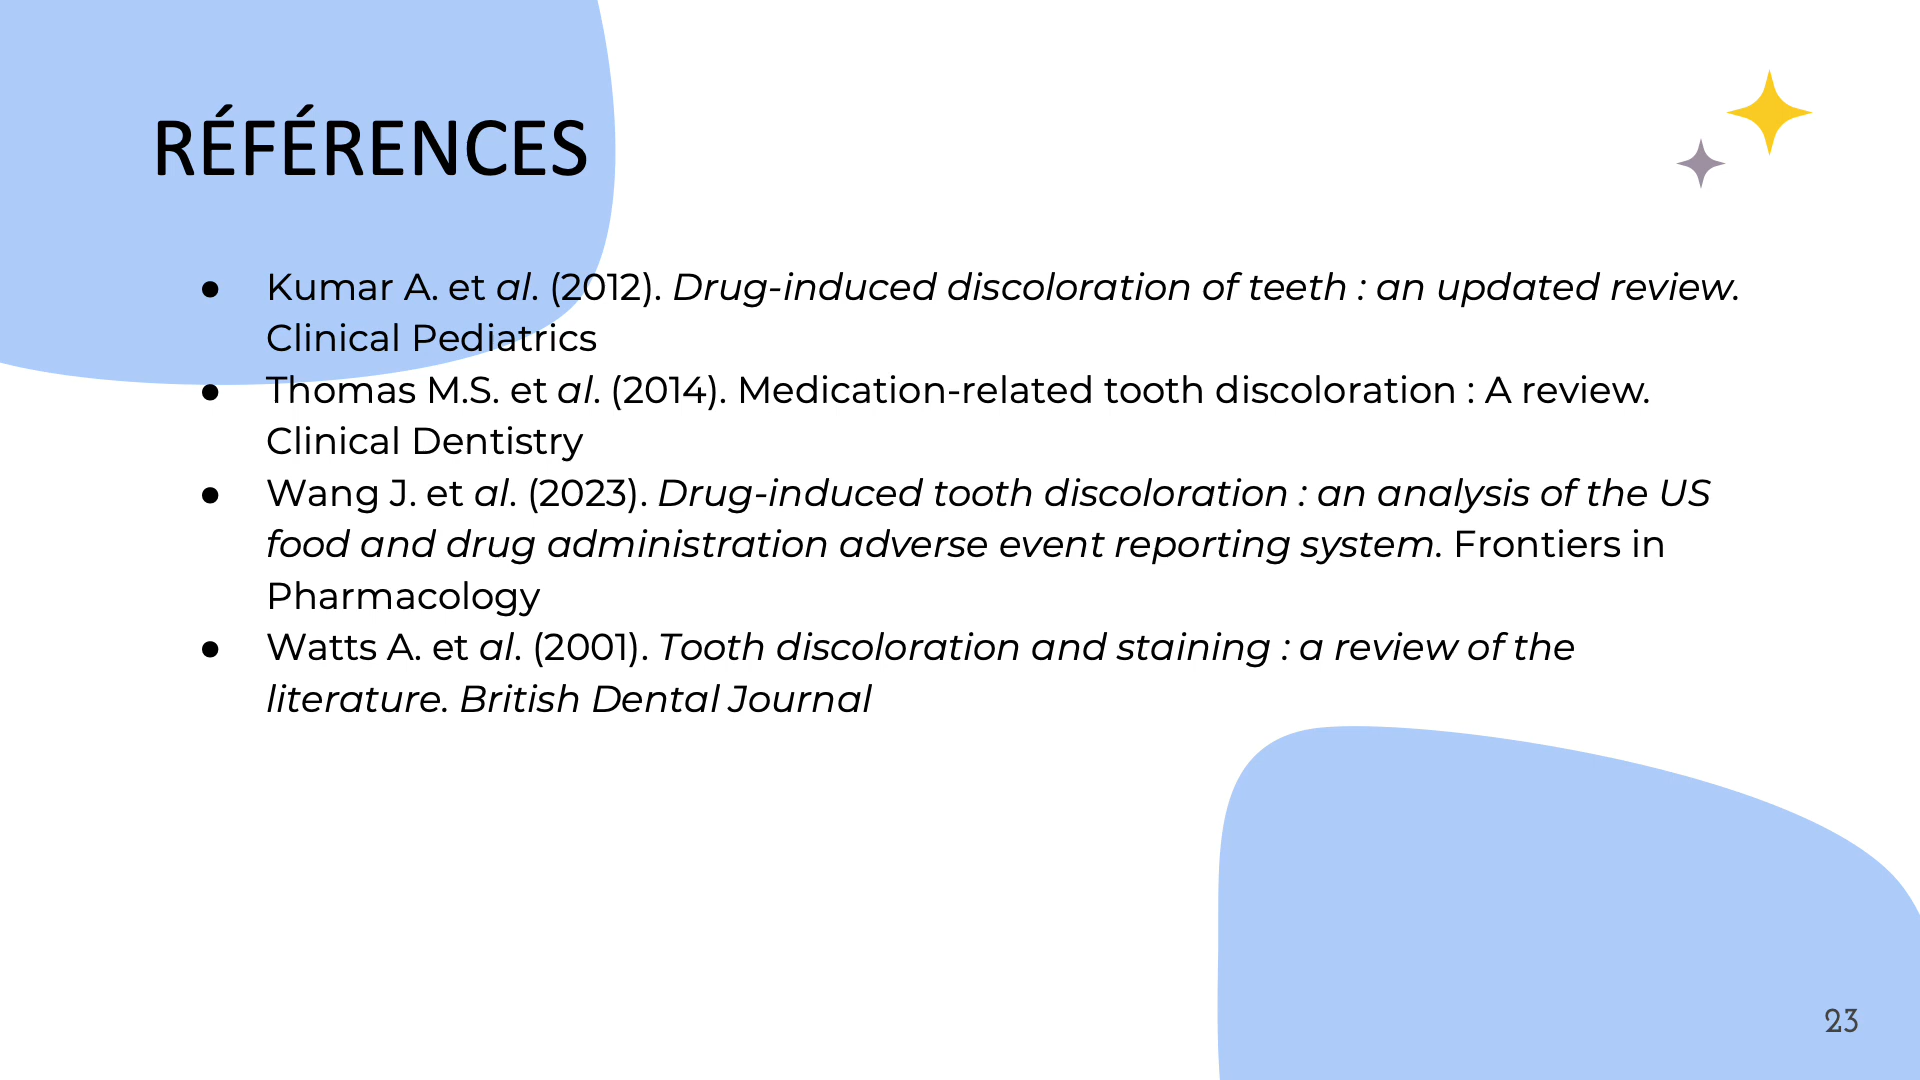 RÉFÉRENCES
● Kumar A. et al. (2012). Drug-induced discoloration of teeth : an updated review.
Clinical Pediatrics
● Thomas M.S. et al. (2014). Medication-related tooth discoloration : A review.
Clinical Dentistry
● Wang J. et al. (2023). Drug-induced tooth discoloration : an analysis of the US
food and drug administration adverse event reporting system. Frontiers in
Pharmacology
● Watts A. et al. (2001). Tooth discoloration and staining : a review of the
literature. British Dental Journal
23